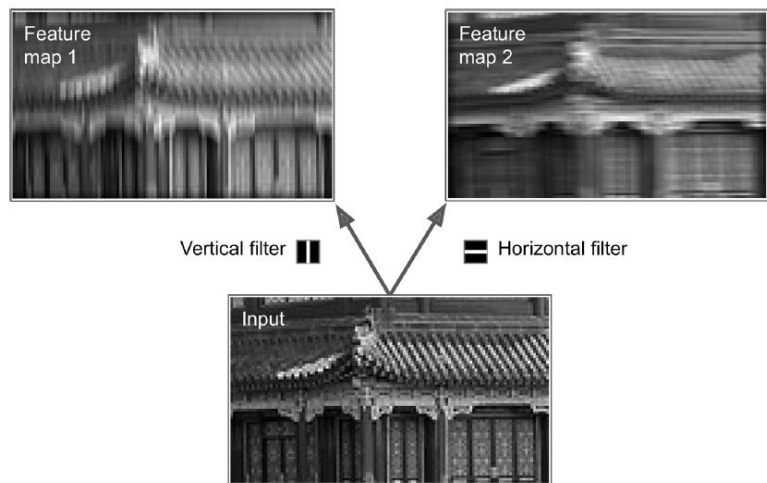 Feature
map 1
Feature
map 2
Vertical filter
Horizontal filter
Input